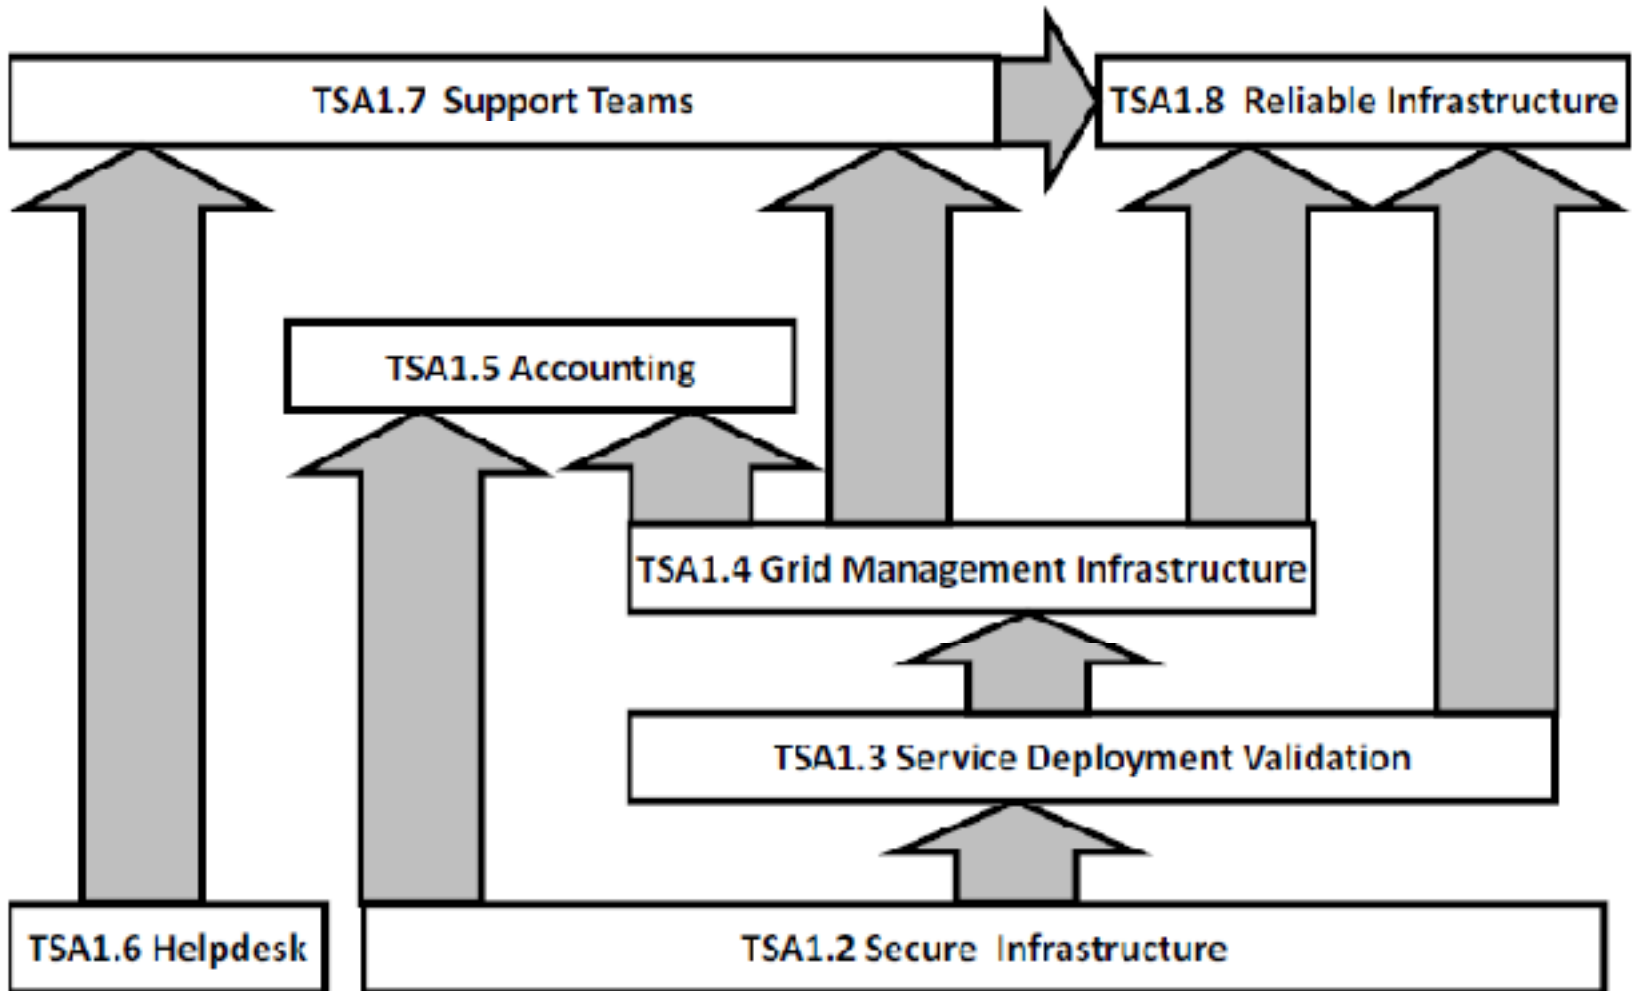 TSA1.7 Support Teams
TSA1.8 Reliable Infrastructure
TSA1.5 Accounting
TSA1.4 Grid Management Infrastructure
TSA1.3 Service Deployment Validation
TSA1.6 Helpdesk
TSA1.2 Secure Infrastructure